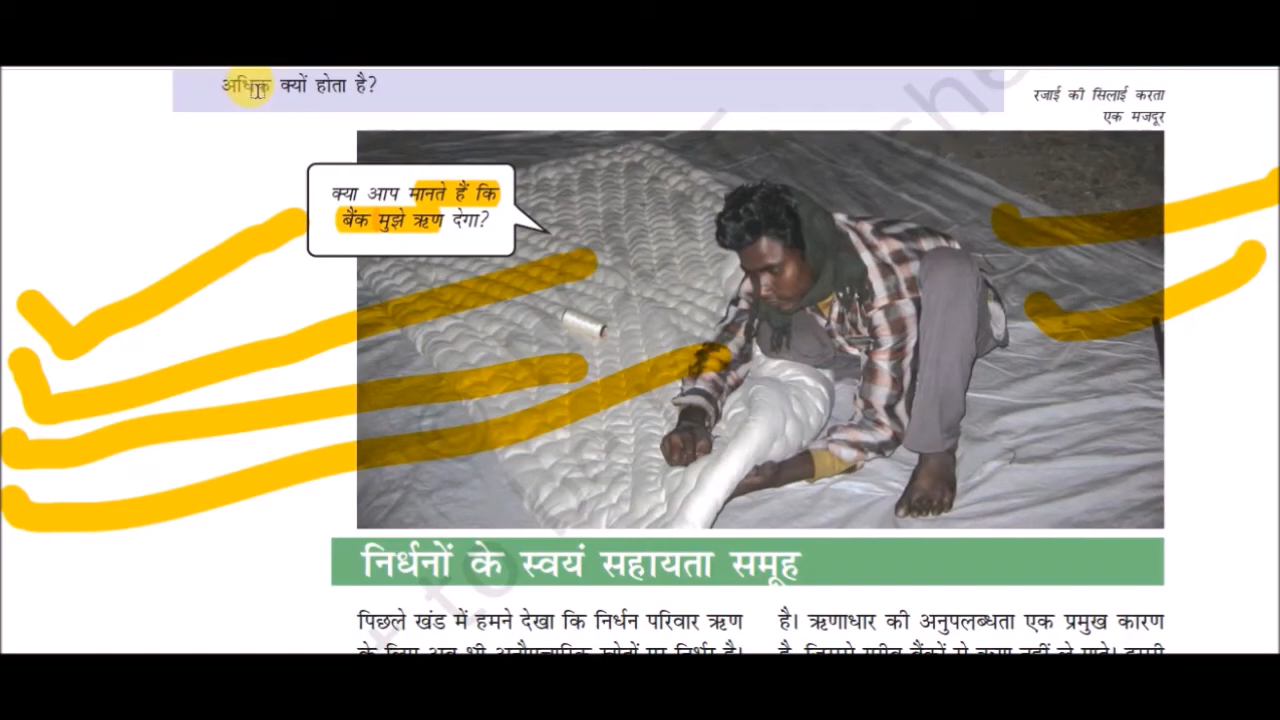 अधिक क्यों होता है?
रजाई की सिलाई करता
एक मजदूर
क्या आप मानते हैं कि
बैंक मुझे ऋण देगा?
निर्धनों के स्वयं सहायता समूह
पिछले खंड में हमने देखा कि निर्धन परिवार ऋण
है। ऋणाधार की अनुपलब्धता एक प्रमुख कारण